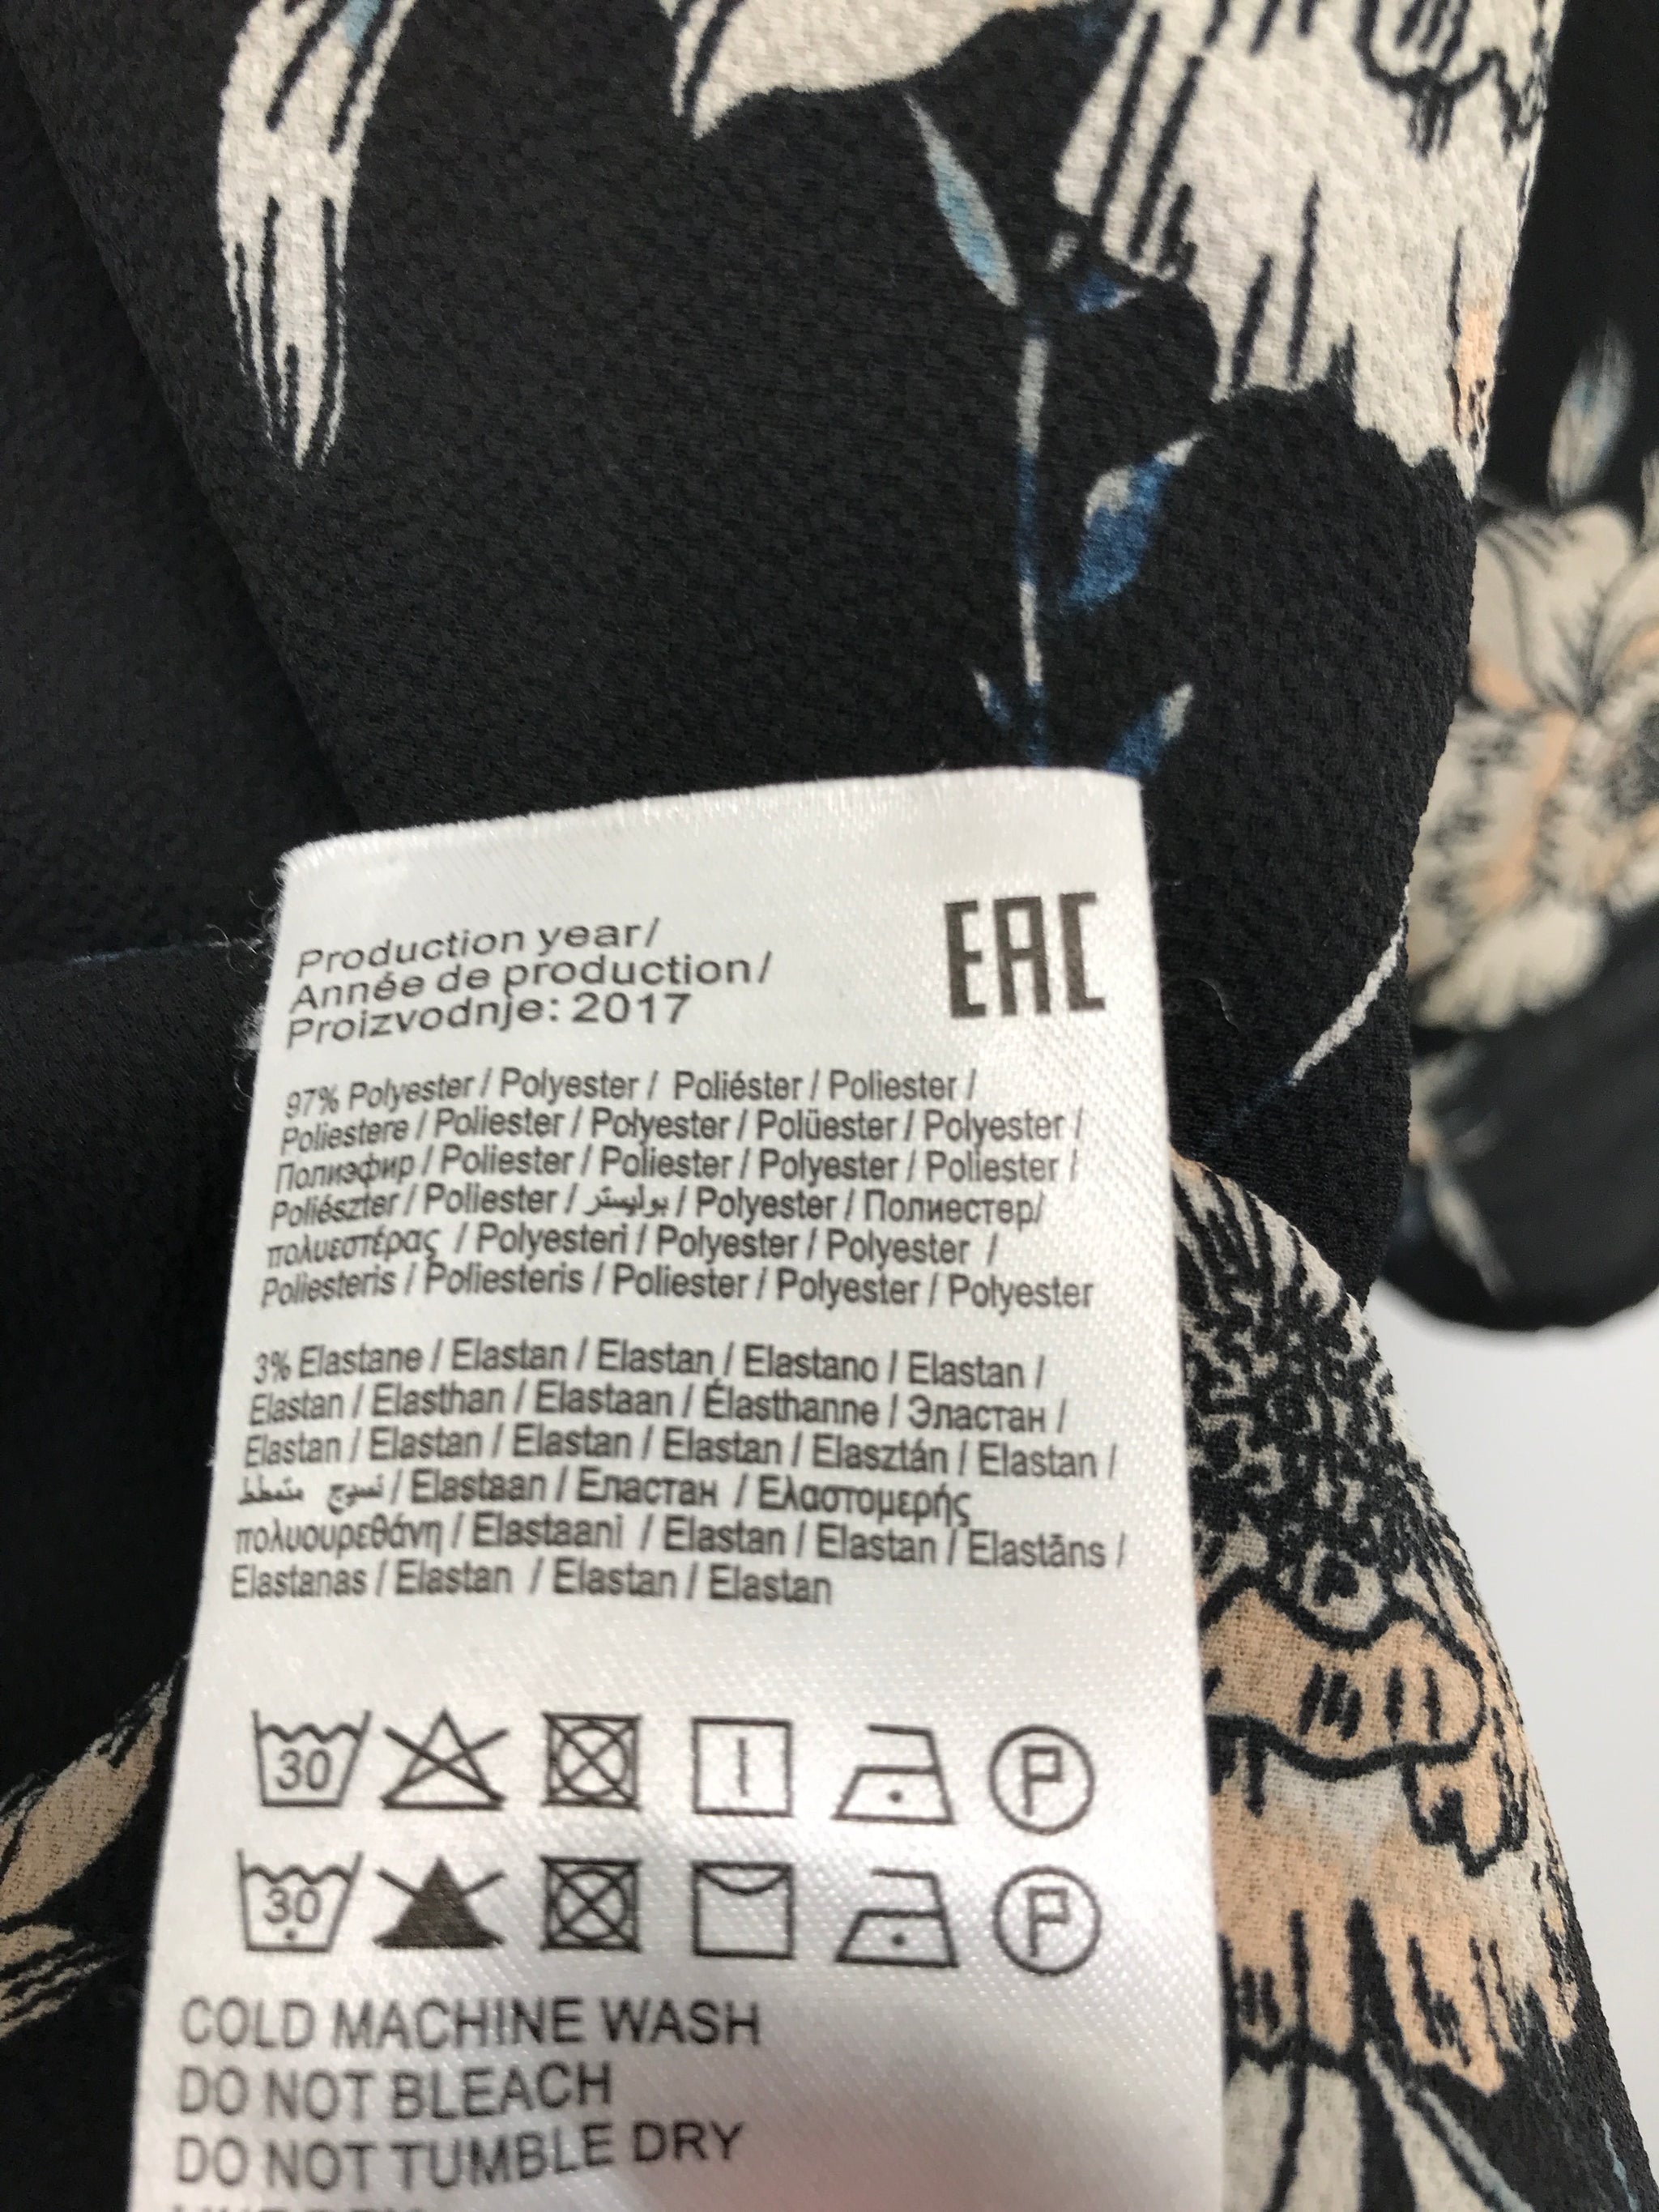 Production year/
Année de production/
Proizvodnje: 2017
EAC
97% Polyester / Polyester / Poliéster / Poliester /
Poliestere / Poliester / Polyester / Polüester / Polyester /
Полиэфир / Poliester / Poliester / Polyester / Poliester /
Poliészter / Poliester / بوليستر / Polyester / Полиестер/
πολυεστέρας / Polyesteri / Polyester / Polyester /
Poliesteris / Poliesteris / Poliester / Polyester / Polyester
3% Elastane / Elastan / Elastan / Elastano / Elastan /
Elastan / Elasthan / Elastaan / Élasthanne / Эластан /
Elastan / Elastan / Elastan / Elastan / Elasztán / Elastan /
نسيج متمطط / Elastaan / Еластан / Ελαστομερής
πολυουρεθάνη / Elastaani / Elastan / Elastan / Elastāns /
Elastanas / Elastan / Elastan / Elastan
30 P
30 P
COLD MACHINE WASH
DO NOT BLEACH
DO NOT TUMBLE DRY